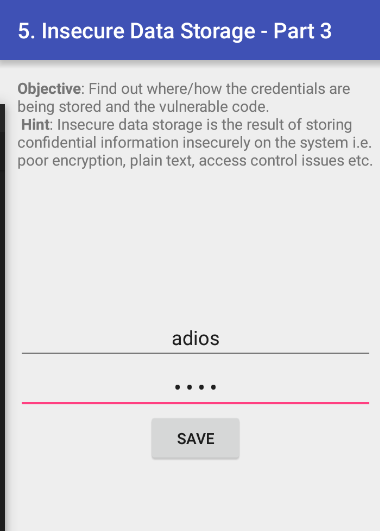 5. Insecure Data Storage - Part 3
Objective: Find out where/how the credentials are
being stored and the vulnerable code.
Hint: Insecure data storage is the result of storing
confidential information insecurely on the system i.e.
poor encryption, plain text, access control issues etc.
adios
••••
SAVE